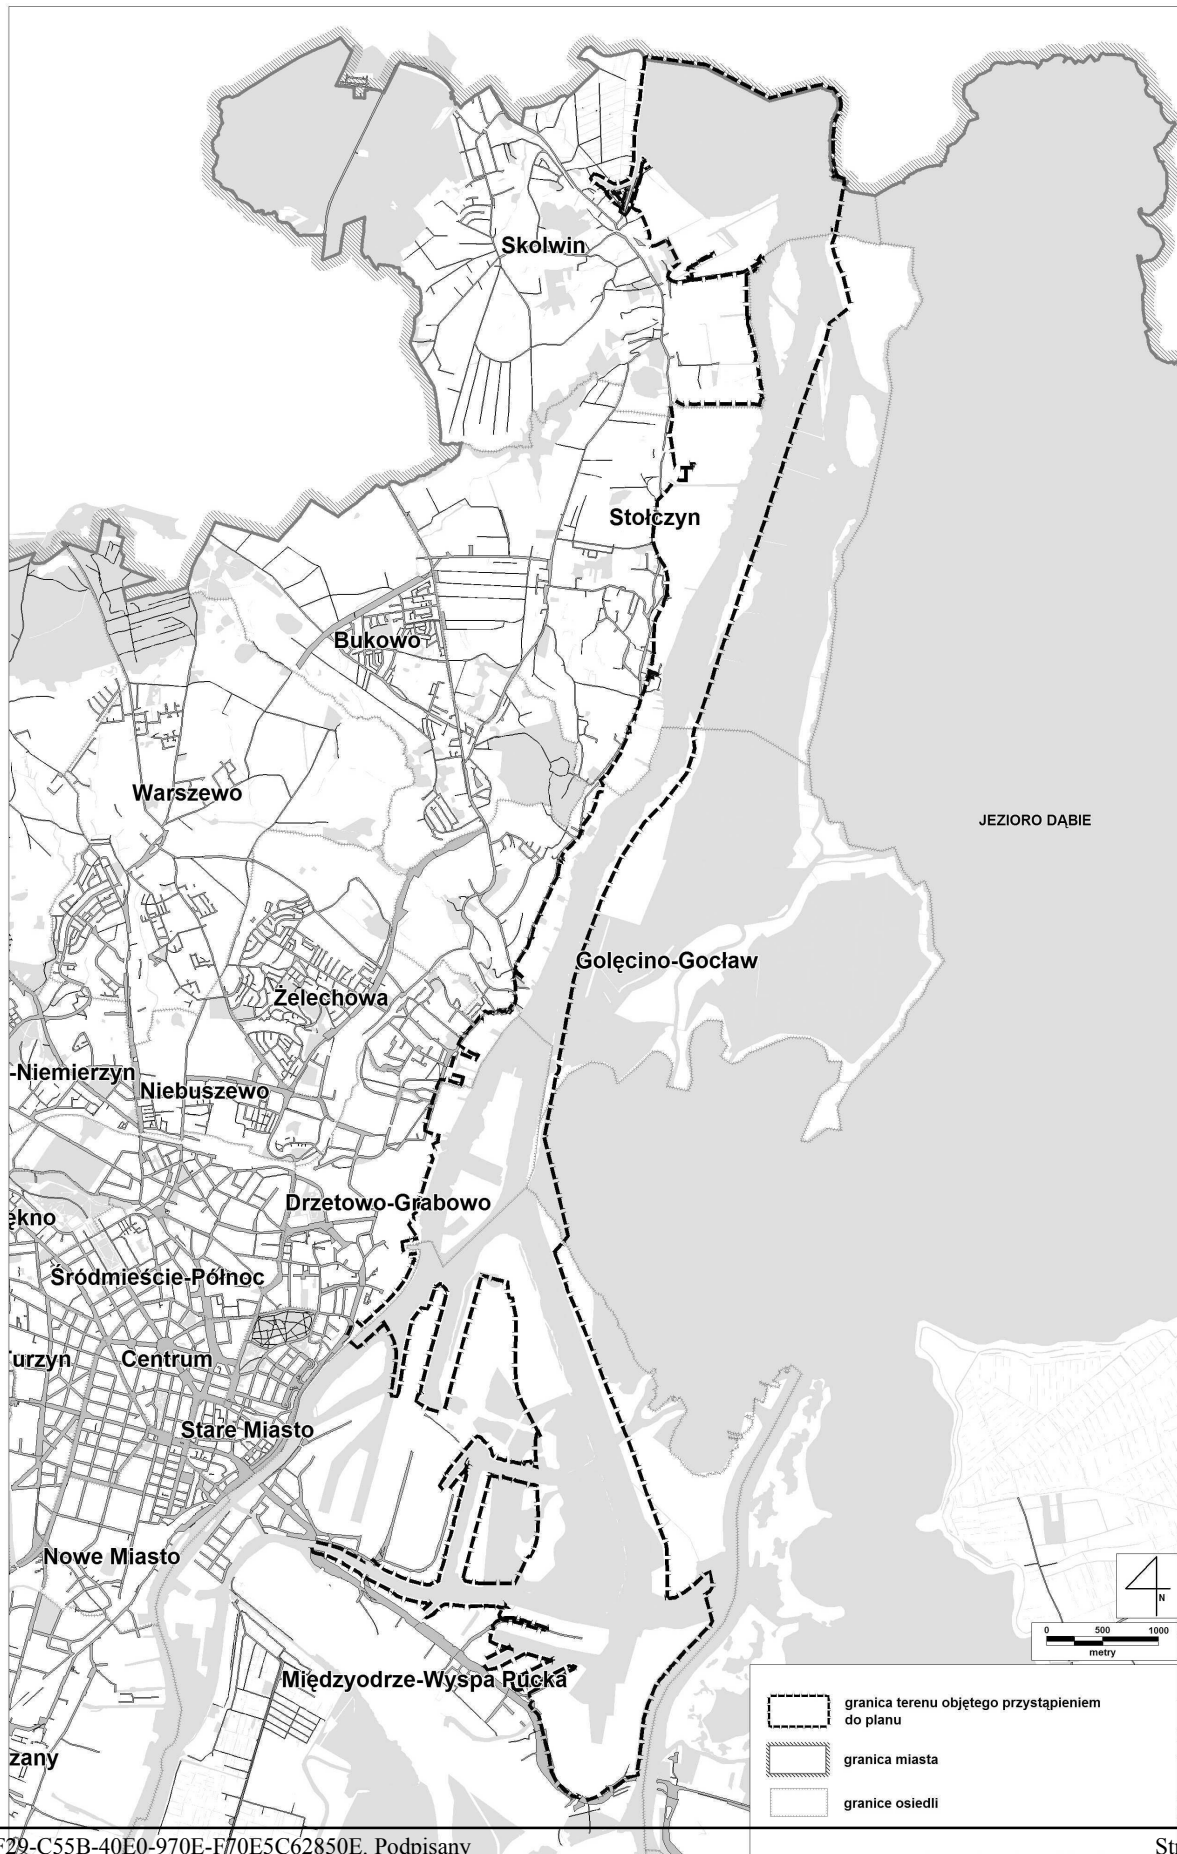 Skolwin
Stołczyn
Bukowo
Warszewo
JEZIORO DĄBIE
Golęcino-Gocław
Żelechowa
-Niemierzyn
Niebuszewo
Drzetowo-Grabowo
ękno
Śródmieście-Północ
Centrum
Stare Miasto
Nowe Miasto
N
0 500 1000
metry
Międzyodrze-Wyspa Pucka
granica terenu objętego przystąpieniem
do planu
granica miasta
zany
granice osiedli
F29-C55B-40E0-970E-F70E5C62850E. Podpisany
Str